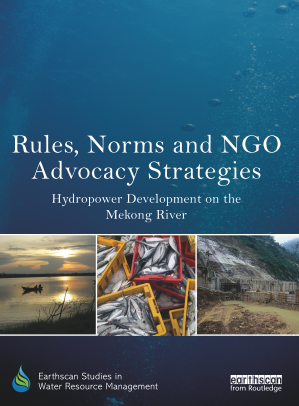 Rules, Norms and NGO
Advocacy Strategies
Hydropower Development on the
Mekong River
Earthscan Studies in
Water Resource Management
earthscan
from Routledge